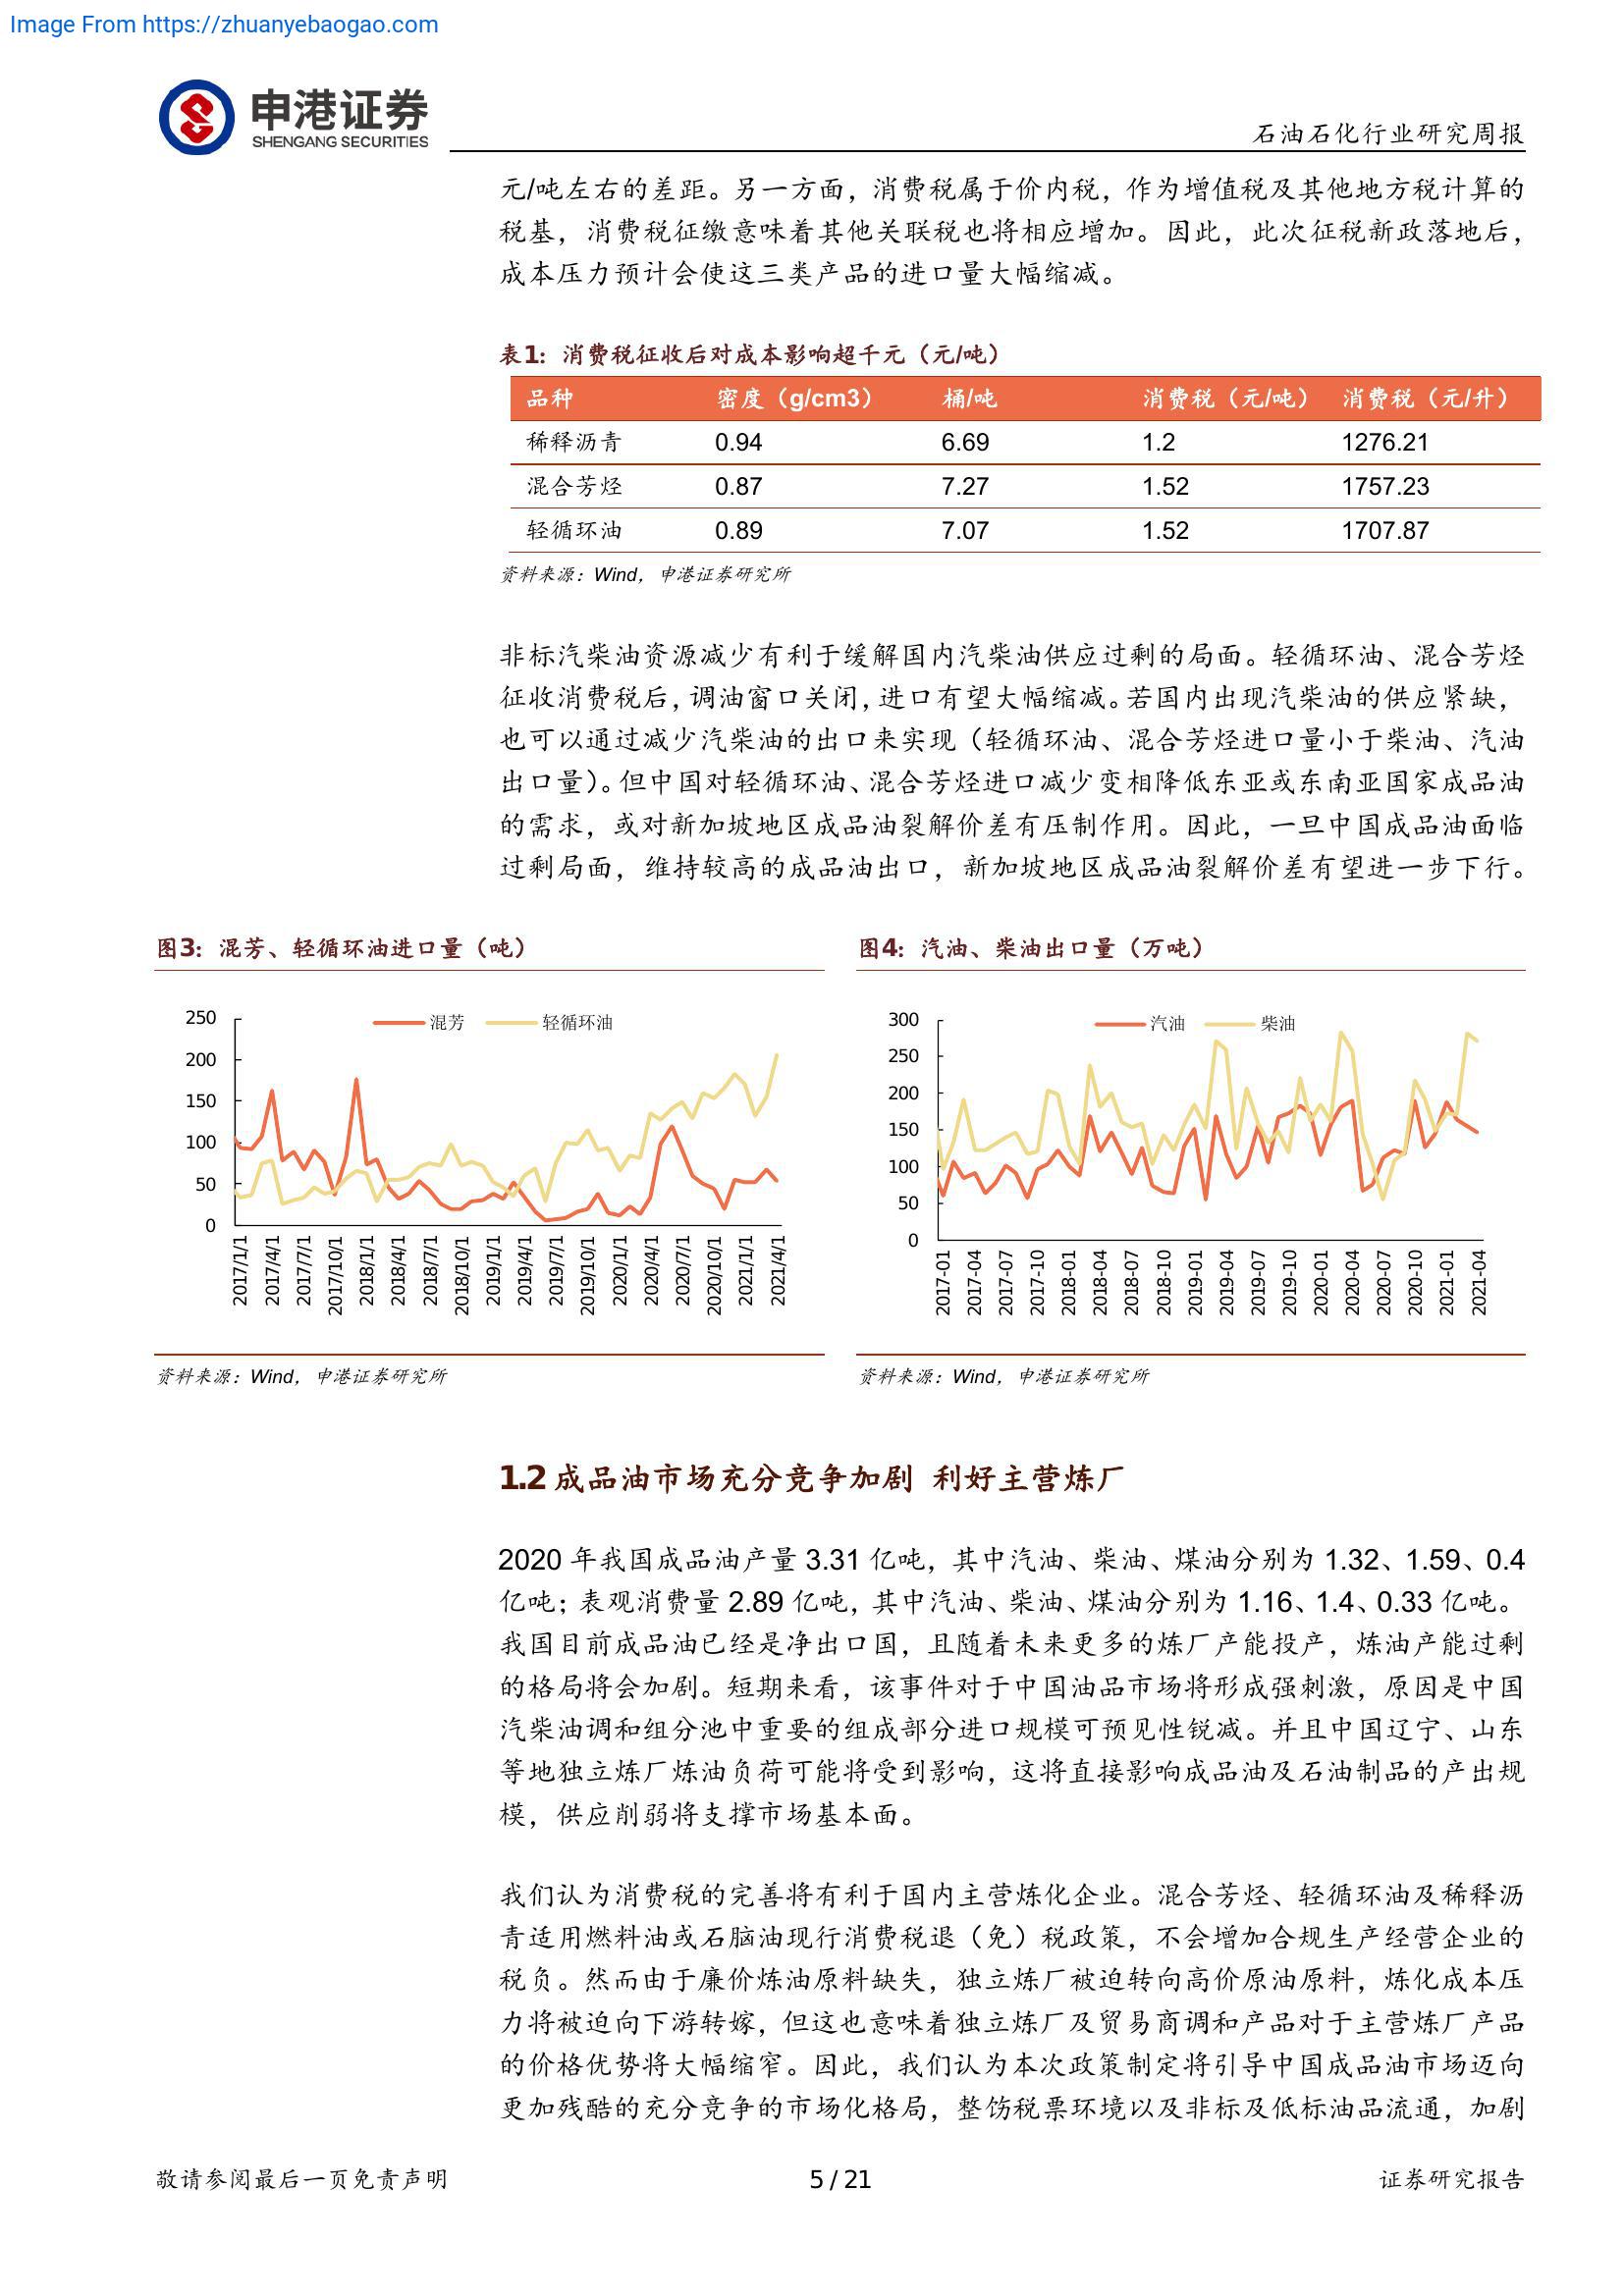 Image From https://zhuanyebaogao.com
申港证券
SHENGANG SECURITIES
石油石化行业研究周报
元/吨左右的差距。另一方面，消费税属于价内税，作为增值税及其他地方税计算的
税基，消费税征缴意味着其他关联税也将相应增加。因此，此次征税新政落地后，
成本压力预计会使这三类产品的进口量大幅缩减。
表1：消费税征收后对成本影响超千元（元/吨）
品种 密度（g/cm3） 桶/吨 消费税（元/吨） 消费税（元/升）
稀释沥青 0.94 6.69 1.2 1276.21
混合芳烃 0.87 7.27 1.52 1757.23
轻循环油 0.89 7.07 1.52 1707.87
资料来源：Wind，申港证券研究所
非标汽柴油资源减少有利于缓解国内汽柴油供应过剩的局面。轻循环油、混合芳烃
征收消费税后，调油窗口关闭，进口有望大幅缩减。若国内出现汽柴油的供应紧缺，
也可以通过减少汽柴油的出口来实现（轻循环油、混合芳烃进口量小于柴油、汽油
出口量）。但中国对轻循环油、混合芳烃进口减少变相降低东亚或东南亚国家成品油
的需求，或对新加坡地区成品油裂解价差有压制作用。因此，一旦中国成品油面临
过剩局面，维持较高的成品油出口，新加坡地区成品油裂解价差有望进一步下行。
图3：混芳、轻循环油进口量（吨）
混芳 轻循环油
250
200
150
100
50
0
2017/1/1 2017/4/1 2017/7/1 2017/10/1 2018/1/1 2018/4/1 2018/7/1 2018/10/1 2019/1/1 2019/4/1 2019/7/1 2019/10/1 2020/1/1 2020/4/1 2020/7/1 2020/10/1 2021/1/1 2021/4/1
资料来源：Wind，申港证券研究所
图4：汽油、柴油出口量（万吨）
汽油 柴油
300
250
200
150
100
50
0
2017-01 2017-04 2017-07 2017-10 2018-01 2018-04 2018-07 2018-10 2019-01 2019-04 2019-07 2019-10 2020-01 2020-04 2020-07 2020-10 2021-01 2021-04
资料来源：Wind，申港证券研究所
1.2 成品油市场充分竞争加剧 利好主营炼厂
2020 年我国成品油产量 3.31 亿吨，其中汽油、柴油、煤油分别为 1.32、1.59、0.4
亿吨；表观消费量 2.89 亿吨，其中汽油、柴油、煤油分别为 1.16、1.4、0.33 亿吨。
我国目前成品油已经是净出口国，且随着未来更多的炼厂产能投产，炼油产能过剩
的格局将会加剧。短期来看，该事件对于中国油品市场将形成强刺激，原因是中国
汽柴油调和组分池中重要的组成部分进口规模可预见性锐减。并且中国辽宁、山东
等地独立炼厂炼油负荷可能将受到影响，这将直接影响成品油及石油制品的产出规
模，供应削弱将支撑市场基本面。
我们认为消费税的完善将有利于国内主营炼化企业。混合芳烃、轻循环油及稀释沥
青适用燃料油或石脑油现行消费税退（免）税政策，不会增加合规生产经营企业的
税负。然而由于廉价炼油原料缺失，独立炼厂被迫转向高价原油原料，炼化成本压
力将被迫向下游转嫁，但这也意味着独立炼厂及贸易商调和产品对于主营炼厂产品
的价格优势将大幅缩窄。因此，我们认为本次政策制定将引导中国成品油市场迈向
更加残酷的充分竞争的市场化格局，整饬税票环境以及非标及低标油品流通，加剧
敬请参阅最后一页免责声明
5 / 21
证券研究报告